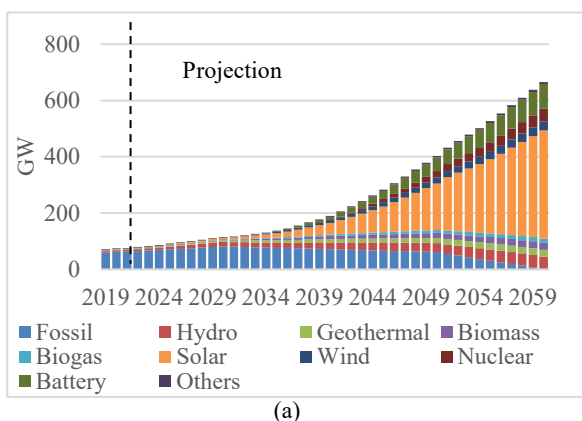 800
Projection
600
GW
400
200
0
2019 2024 2029 2034 2039 2044 2049 2054 2059
Fossil Hydro Geothermal Biomass
Biogas Solar Wind Nuclear
Battery Others
(a)